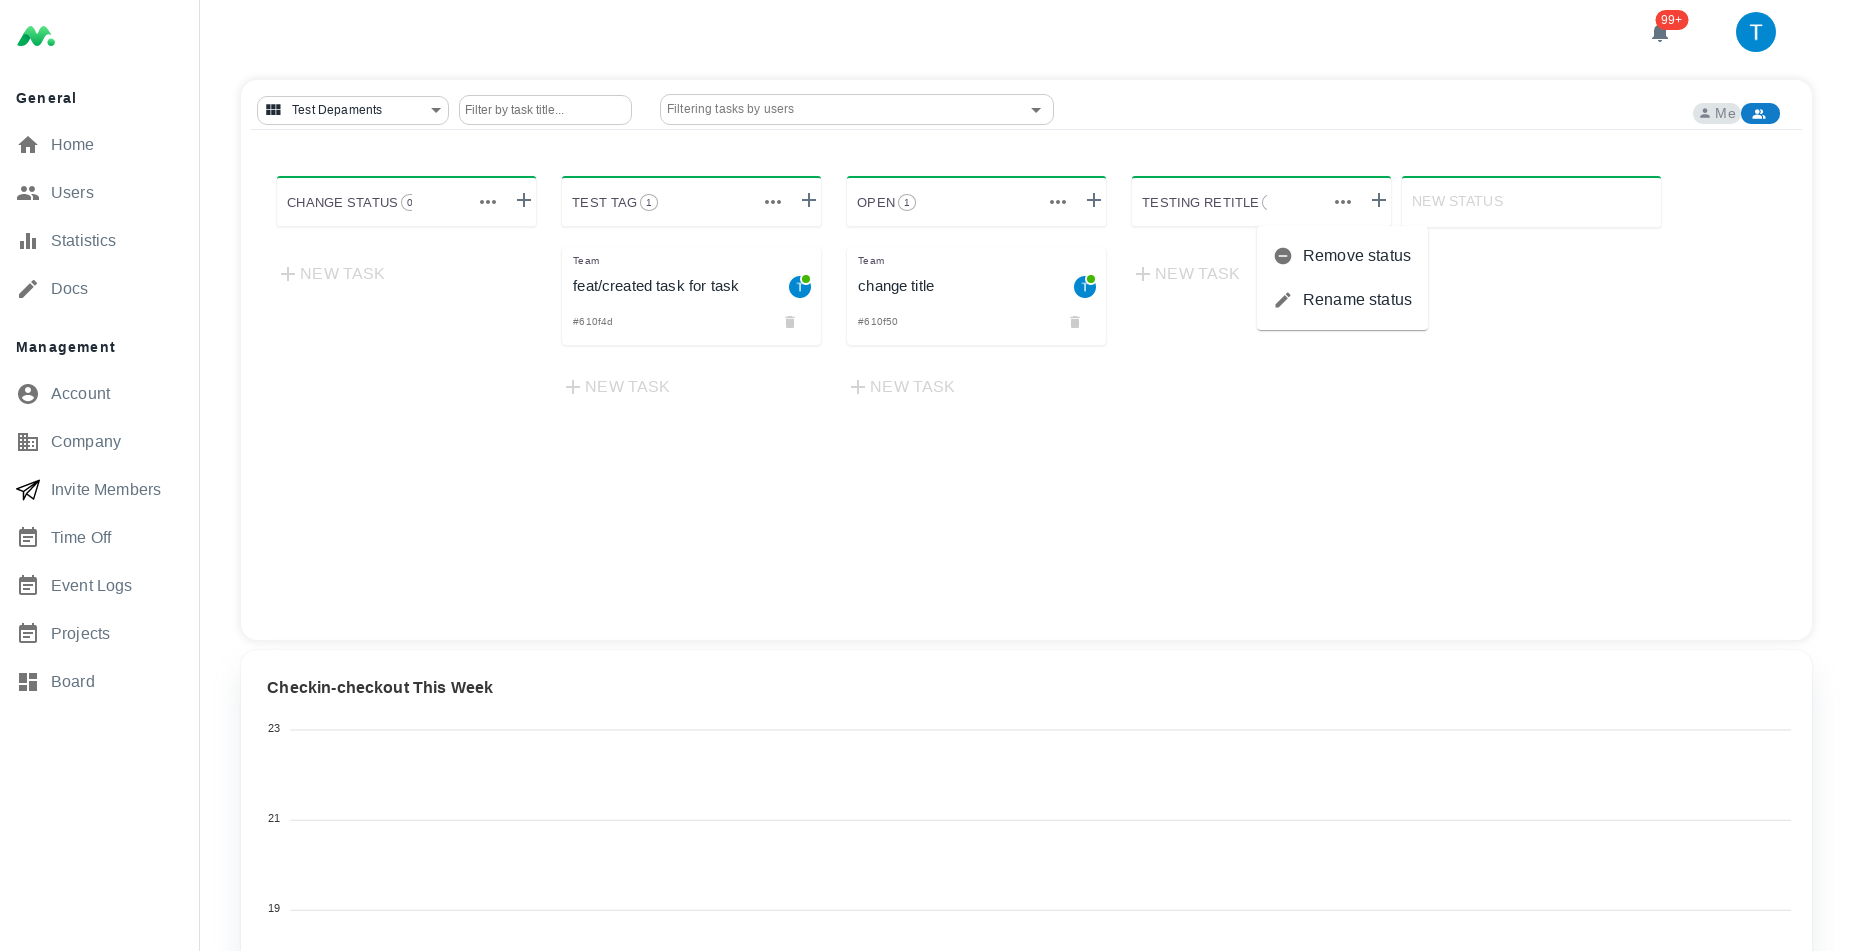 99+
T
General
Home
Users
Statistics
Docs
Management
Account
Company
Invite Members
Time Off
Event Logs
Projects
Board
Test Depaments
Filter by task title...
Filtering tasks by users
Me
CHANGE STATUS 0
TEST TAG 1
OPEN 1
TESTING RETITLE
NEW STATUS
Remove status
Rename status
NEW TASK
Team
feat/created task for task
T
#610f4d
NEW TASK
Team
change title
T
#610f50
NEW TASK
NEW TASK
Checkin-checkout This Week
23
21
19